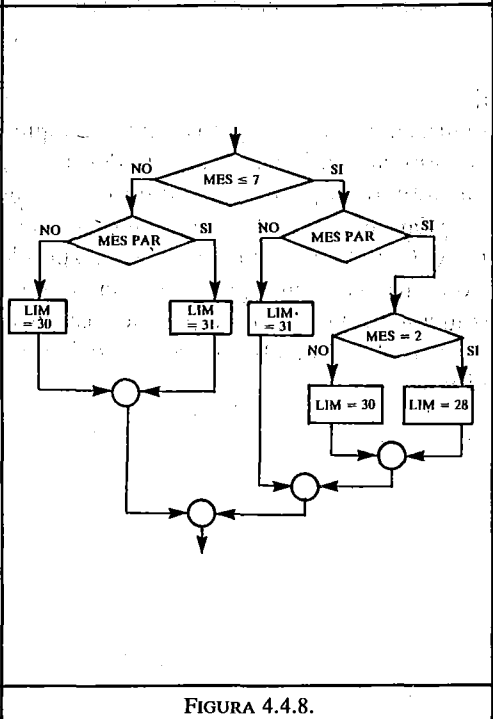 MES ≤ 7
NO
SI
MES PAR
NO
SI
MES PAR
NO
SI
LIM
= 30
LIM
= 31
LIM
= 31
MES = 2
NO
SI
LIM = 30
LIM = 28
FIGURA 4.4.8.